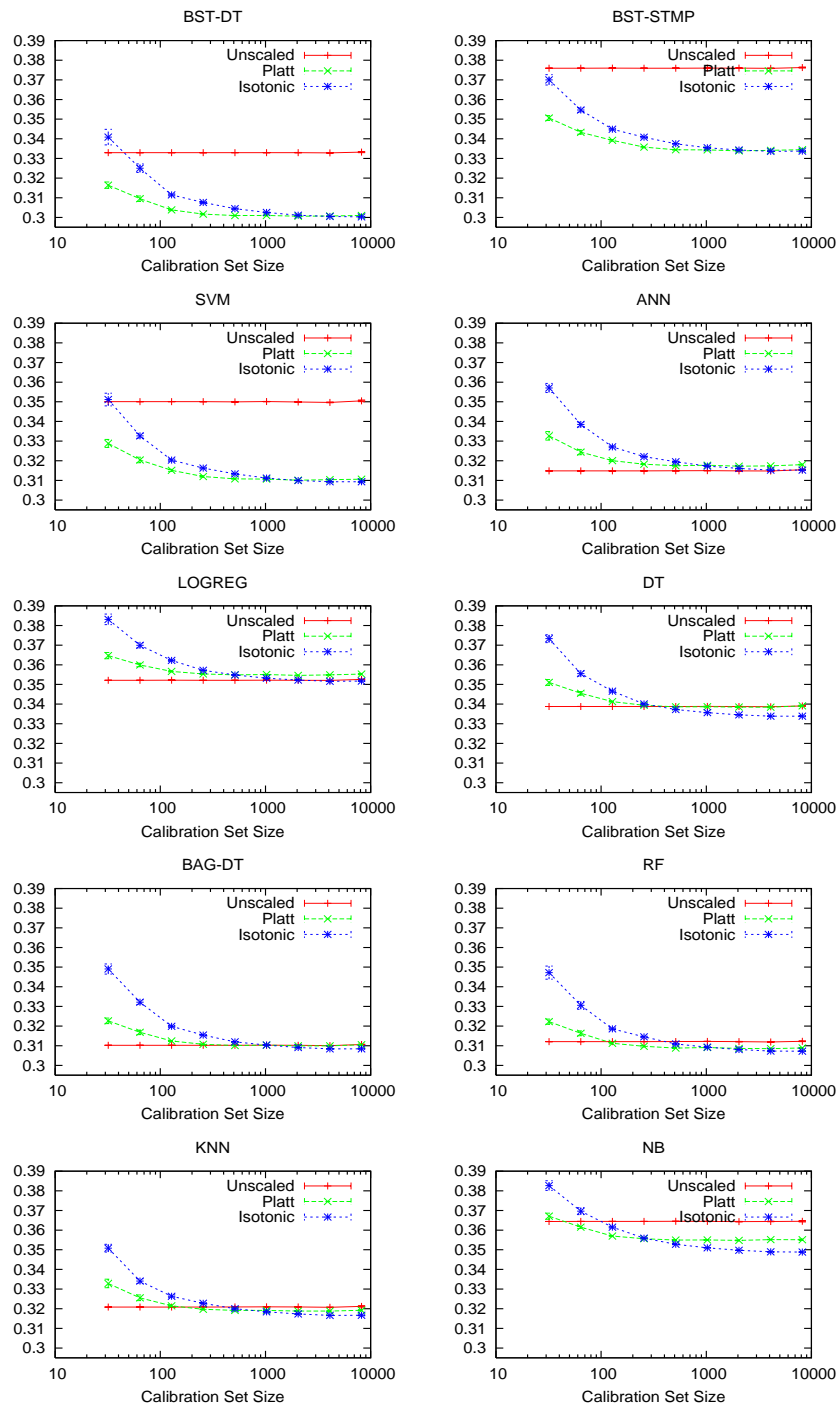 BST-DT
0.39
0.38
0.37
0.36
0.35
0.34
0.33
0.32
0.31
0.3
Unscaled
Platt
Isotonic
10 100 1000 10000
Calibration Set Size
BST-STMP
0.39
0.38
0.37
0.36
0.35
0.34
0.33
0.32
0.31
0.3
Unscaled
Platt
Isotonic
10 100 1000 10000
Calibration Set Size
SVM
0.39
0.38
0.37
0.36
0.35
0.34
0.33
0.32
0.31
0.3
Unscaled
Platt
Isotonic
10 100 1000 10000
Calibration Set Size
ANN
0.39
0.38
0.37
0.36
0.35
0.34
0.33
0.32
0.31
0.3
Unscaled
Platt
Isotonic
10 100 1000 10000
Calibration Set Size
LOGREG
0.39
0.38
0.37
0.36
0.35
0.34
0.33
0.32
0.31
0.3
Unscaled
Platt
Isotonic
10 100 1000 10000
Calibration Set Size
DT
0.39
0.38
0.37
0.36
0.35
0.34
0.33
0.32
0.31
0.3
Unscaled
Platt
Isotonic
10 100 1000 10000
Calibration Set Size
BAG-DT
0.39
0.38
0.37
0.36
0.35
0.34
0.33
0.32
0.31
0.3
Unscaled
Platt
Isotonic
10 100 1000 10000
Calibration Set Size
RF
0.39
0.38
0.37
0.36
0.35
0.34
0.33
0.32
0.31
0.3
Unscaled
Platt
Isotonic
10 100 1000 10000
Calibration Set Size
KNN
0.39
0.38
0.37
0.36
0.35
0.34
0.33
0.32
0.31
0.3
Unscaled
Platt
Isotonic
10 100 1000 10000
Calibration Set Size
NB
0.39
0.38
0.37
0.36
0.35
0.34
0.33
0.32
0.31
0.3
Unscaled
Platt
Isotonic
10 100 1000 10000
Calibration Set Size